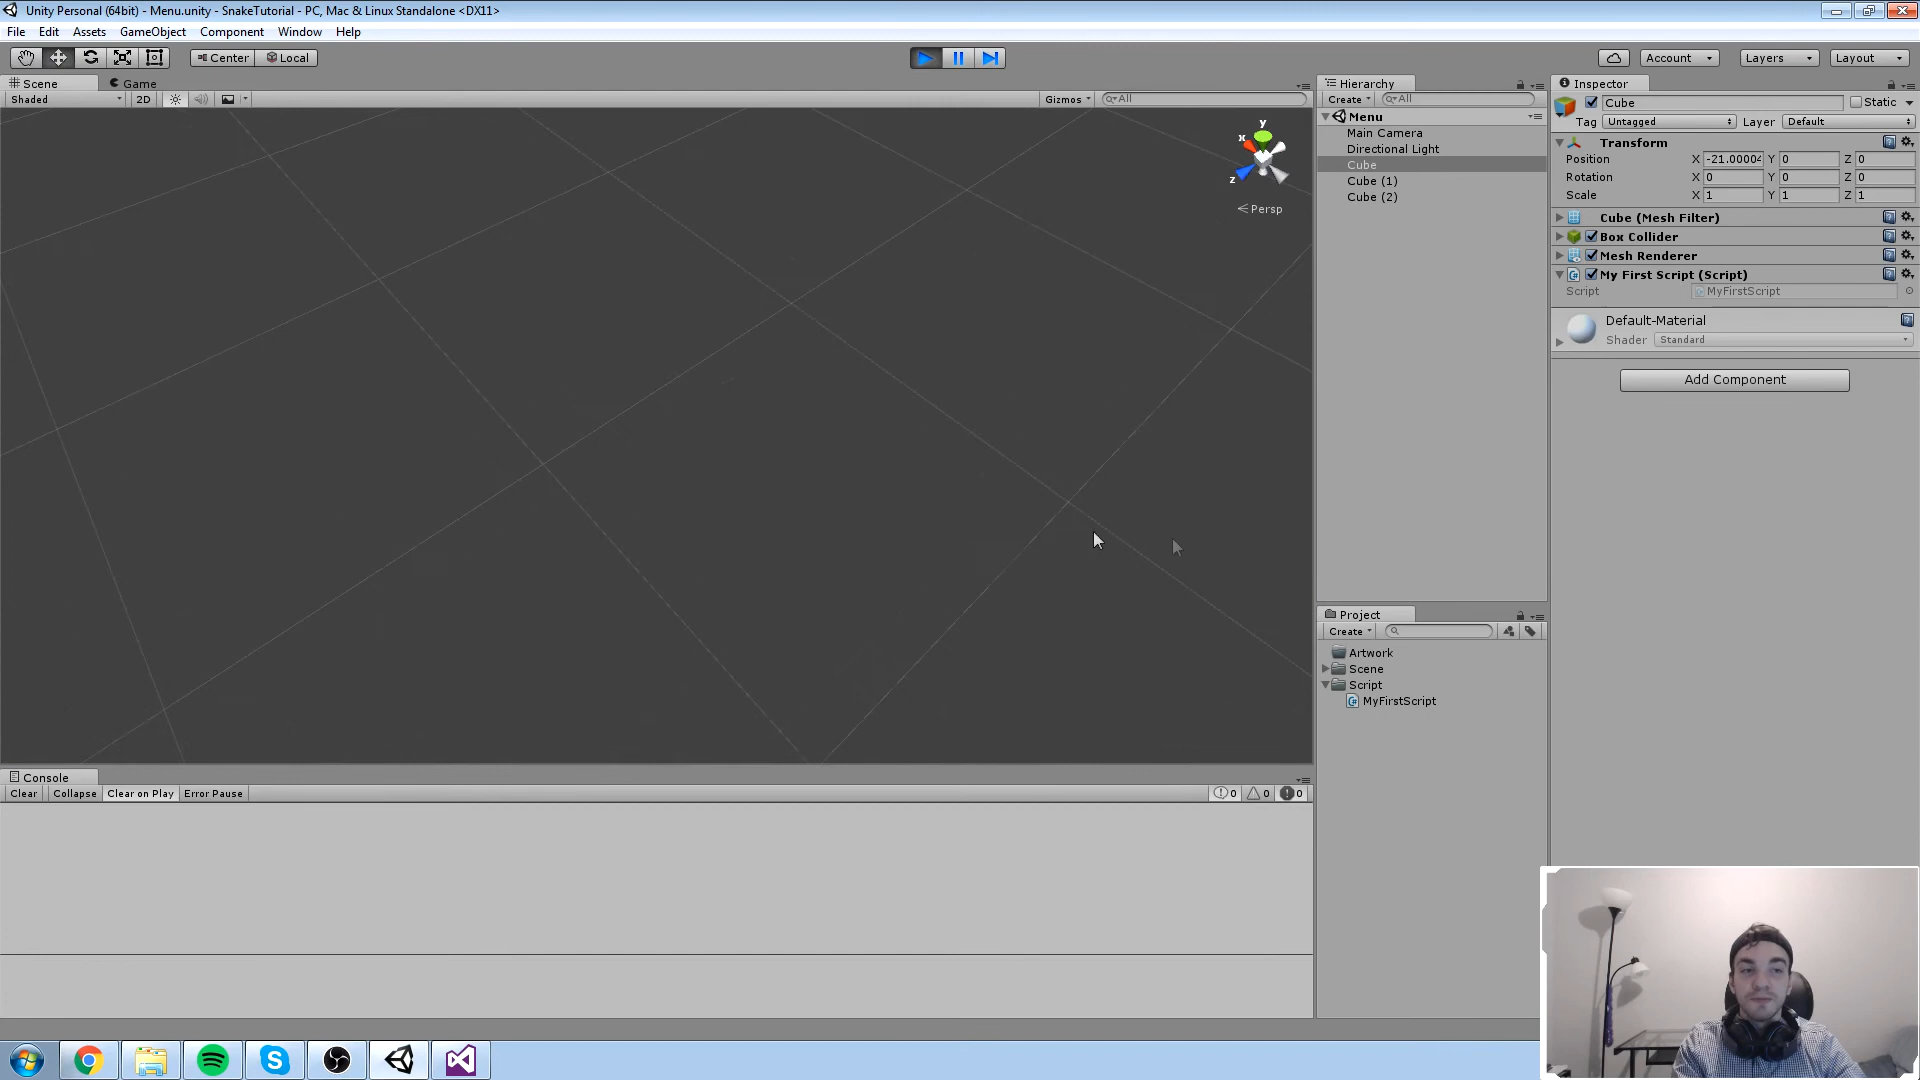 Unity Personal (64bit) - Menu.unity - SnakeTutorial - PC, Mac & Linux Standalone <DX11>
File Edit Assets GameObject Component Window Help
Center Local Account Layers Layout
Scene Game
Shaded 2D Gizmos All
y
x
z
Persp
Hierarchy
Create All
Menu
Main Camera
Directional Light
Cube
Cube (1)
Cube (2)
Inspector
Cube Static
Tag Untagged Layer Default
Transform
Position X -21.00004 Y 0 Z 0
Rotation X 0 Y 0 Z 0
Scale X 1 Y 1 Z 1
Cube (Mesh Filter)
Box Collider
Mesh Renderer
My First Script (Script)
Script MyFirstScript
Default-Material
Shader Standard
Add Component
Project
Create
Artwork
Scene
Script
MyFirstScript
Console
Clear Collapse Clear on Play Error Pause 0 0 0